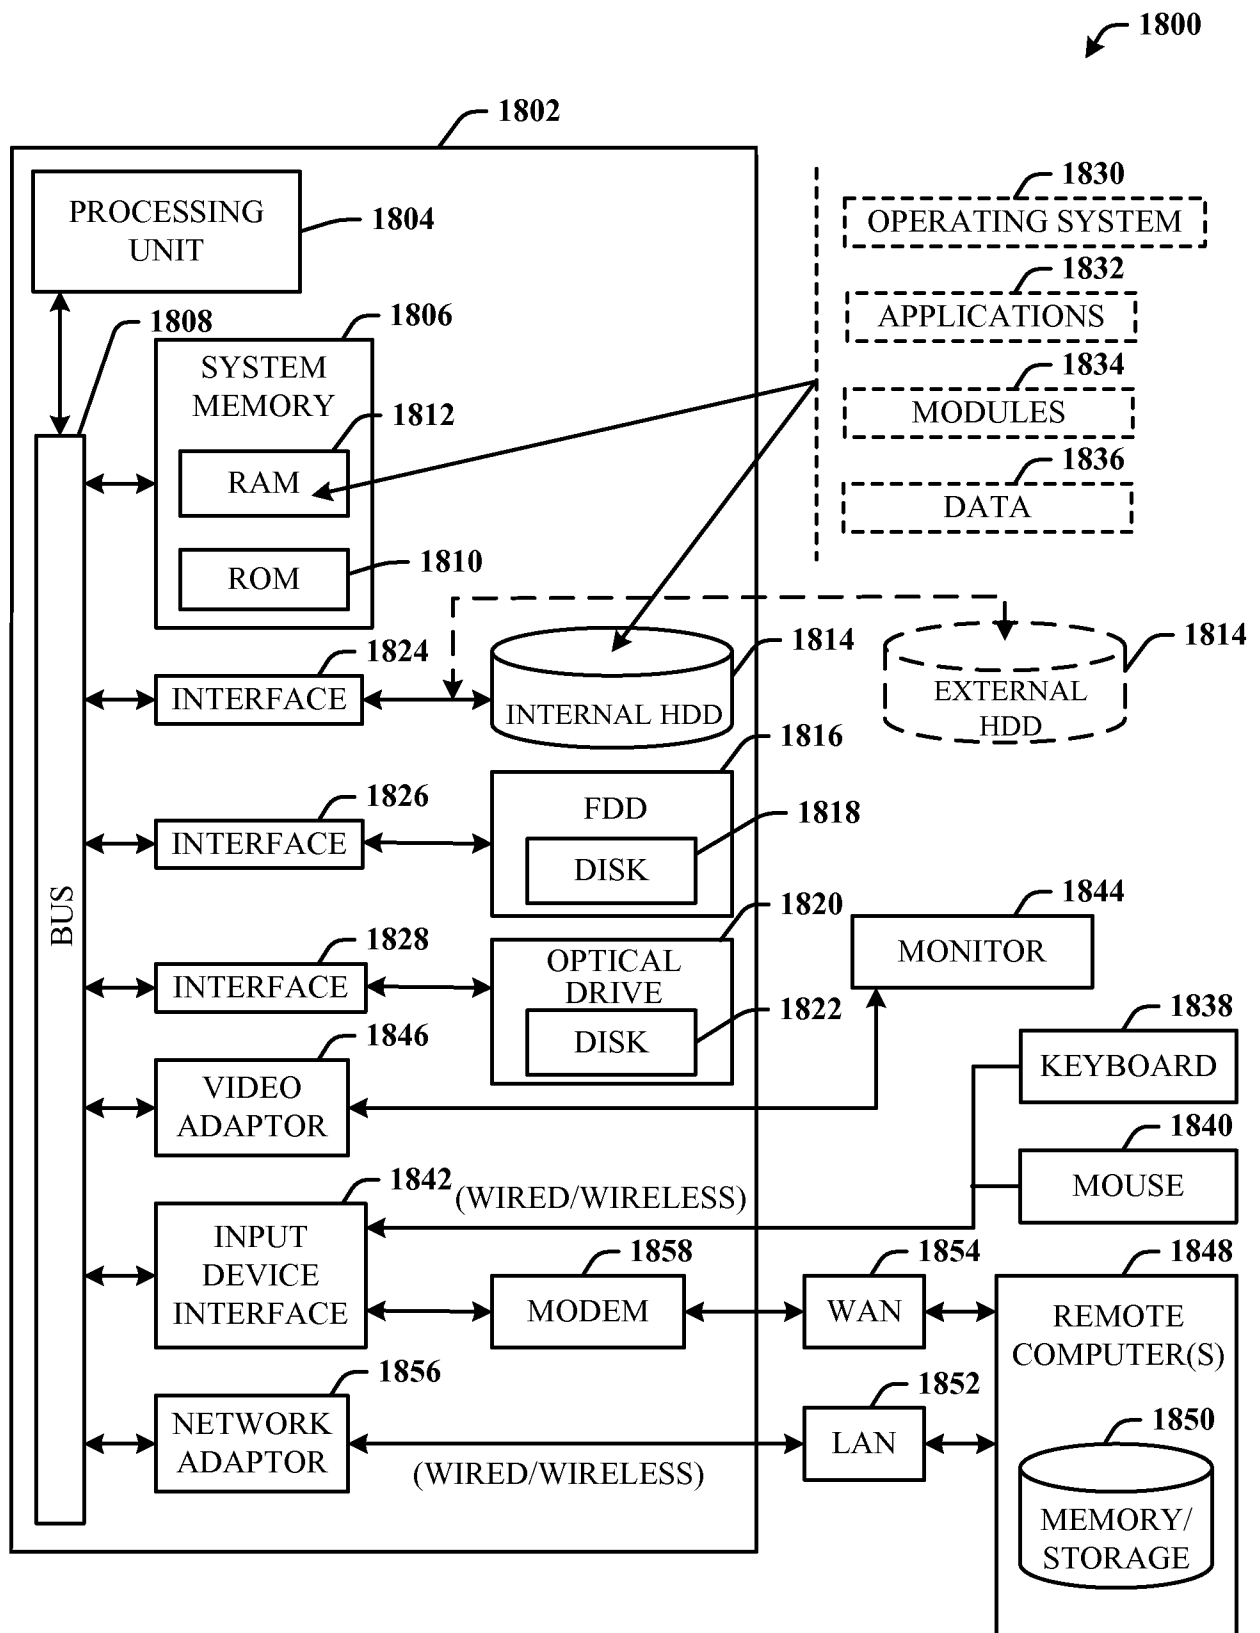 1800
1802
PROCESSING
UNIT
1804
1830
OPERATING SYSTEM
1832
APPLICATIONS
1834
MODULES
1836
DATA
1808
1806
SYSTEM
MEMORY
1812
RAM
1810
ROM
1824
INTERFACE
1814
INTERNAL HDD
1814
EXTERNAL
HDD
1826
INTERFACE
1816
FDD
1818
DISK
BUS
1828
INTERFACE
1820
OPTICAL
DRIVE
1822
DISK
1844
MONITOR
1846
VIDEO
ADAPTOR
1838
KEYBOARD
1840
MOUSE
1842
(WIRED/WIRELESS)
INPUT
DEVICE
INTERFACE
1858
MODEM
1854
WAN
1848
REMOTE
COMPUTER(S)
1856
NETWORK
ADAPTOR
(WIRED/WIRELESS)
1852
LAN
1850
MEMORY/
STORAGE